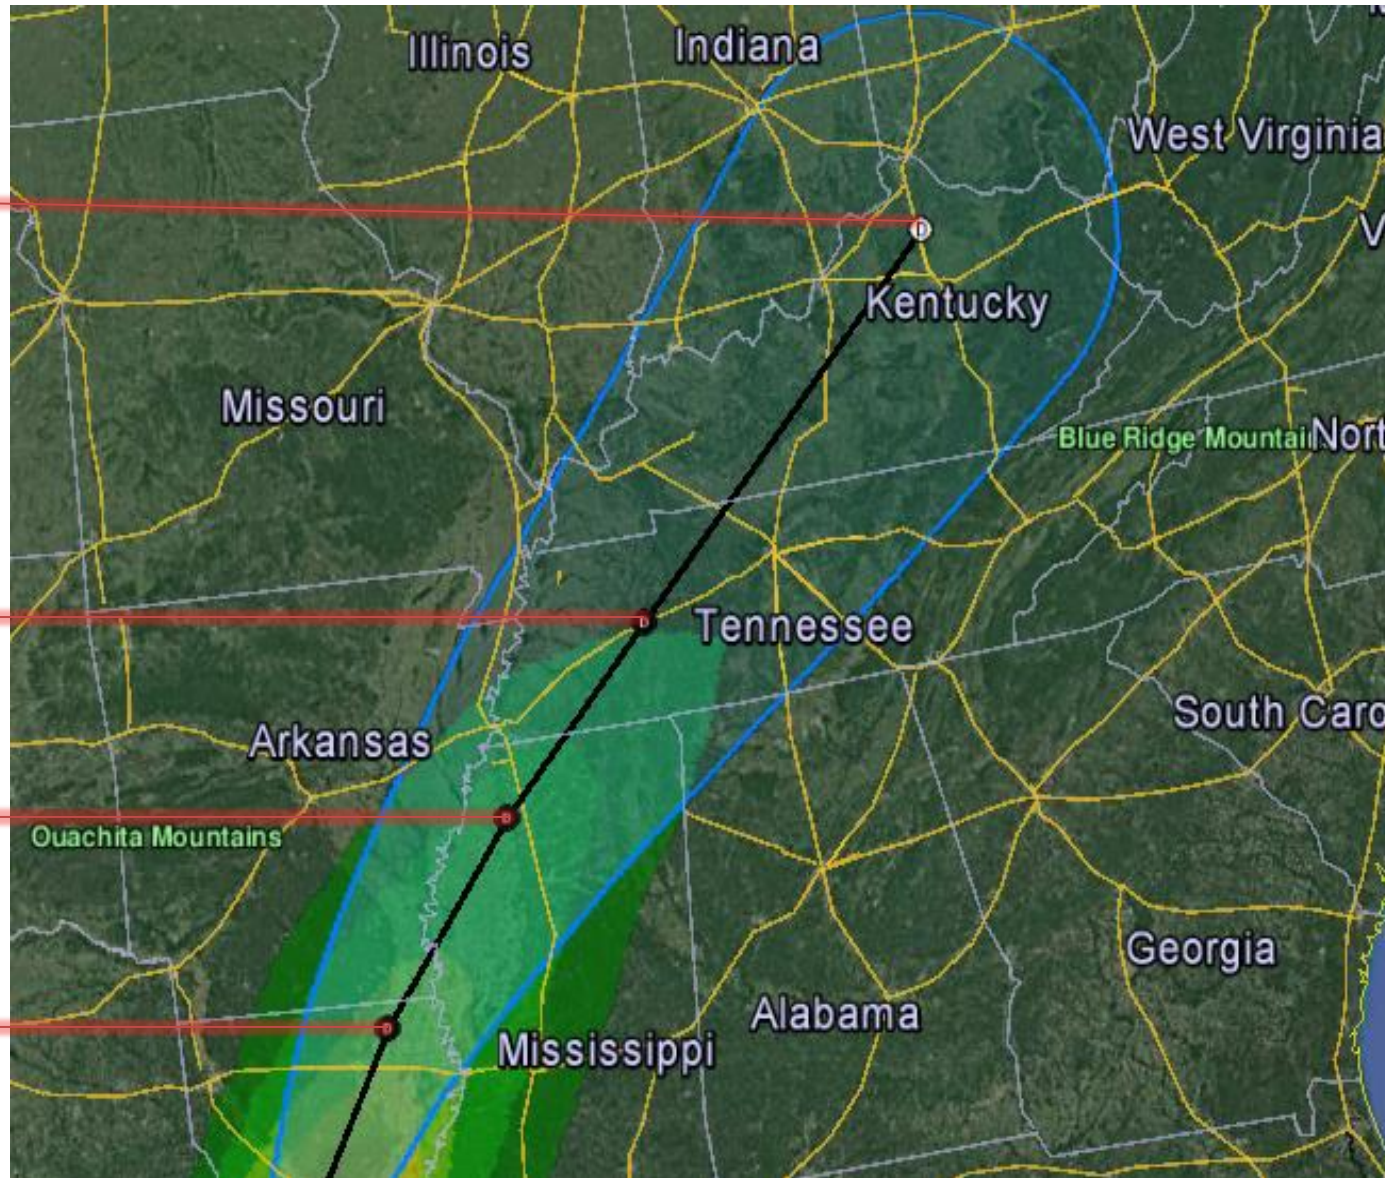 Illinois
Indiana
West Virginia
V
Kentucky
Missouri
Blue Ridge Mountai
Nort
Tennessee
South Caro
Arkansas
Ouachita Mountains
Georgia
Alabama
Mississippi
D
D
D